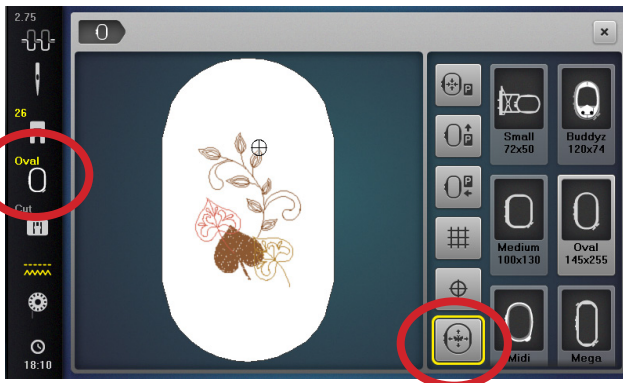 2.75
26
Oval
Cut
18:10
P
P
P
Small
72x50
Buddyz
120x74
Medium
100x130
Oval
145x255
Midi
Mega